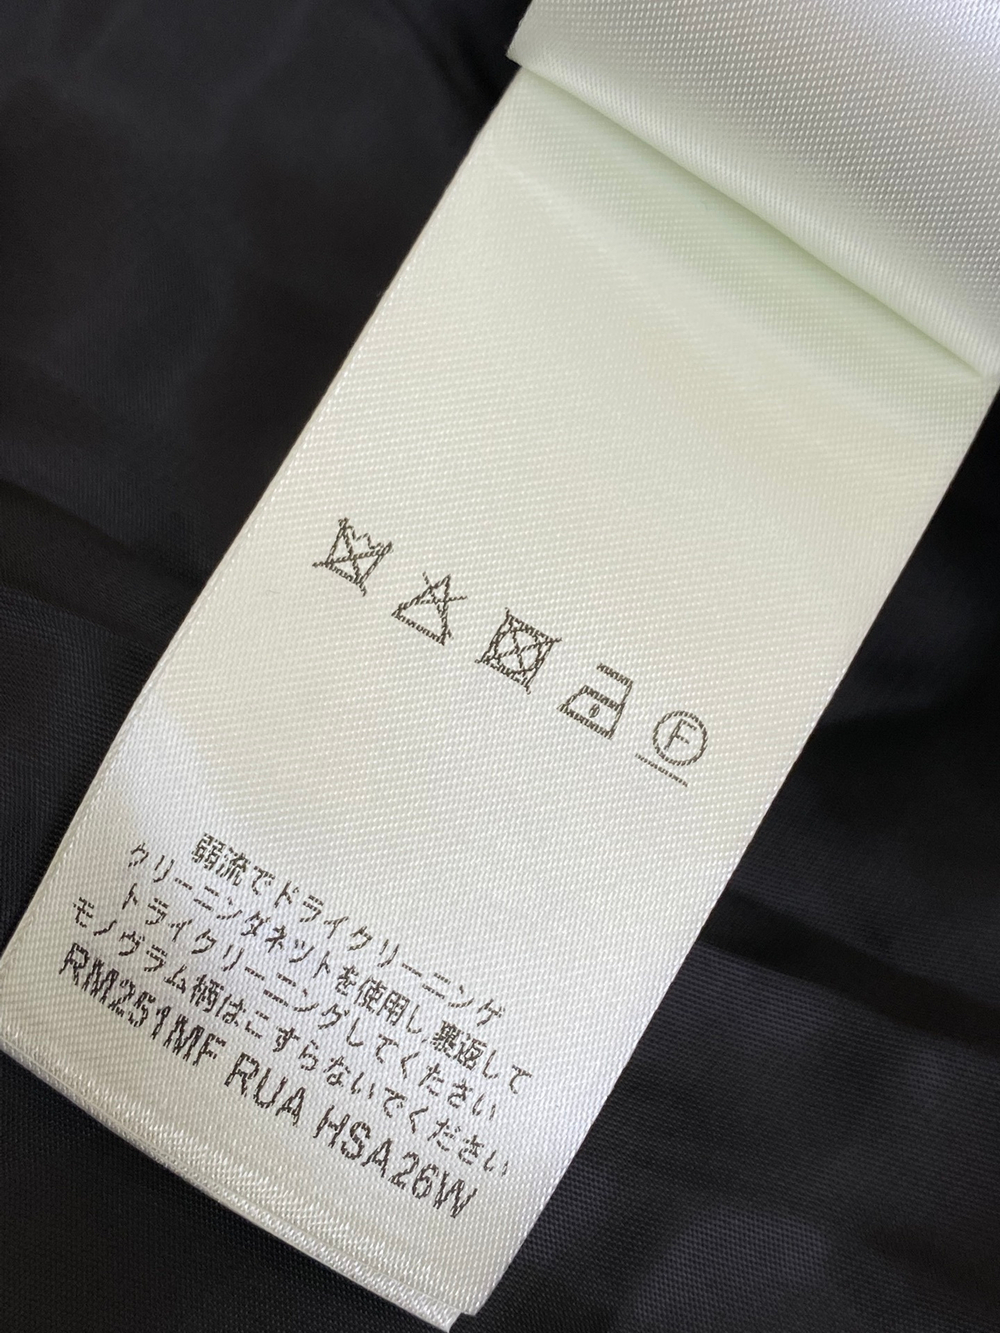 F
弱流でドライクリーニング
クリーニングネットを使用し,裏返して
ドライクリーニングしてください
モノグラム柄はこすらないでください
RM251MF RUA HSA26W